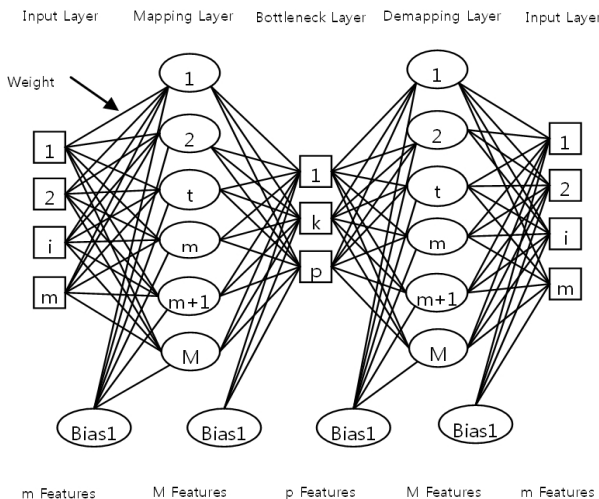 Input Layer
Mapping Layer
Bottleneck Layer
Demapping Layer
Input Layer
Weight
1
2
i
m
1
2
t
m
m+1
M
1
k
p
1
2
t
m
m+1
M
1
2
i
m
Bias1
Bias1
Bias1
Bias1
m Features
M Features
p Features
M Features
m Features